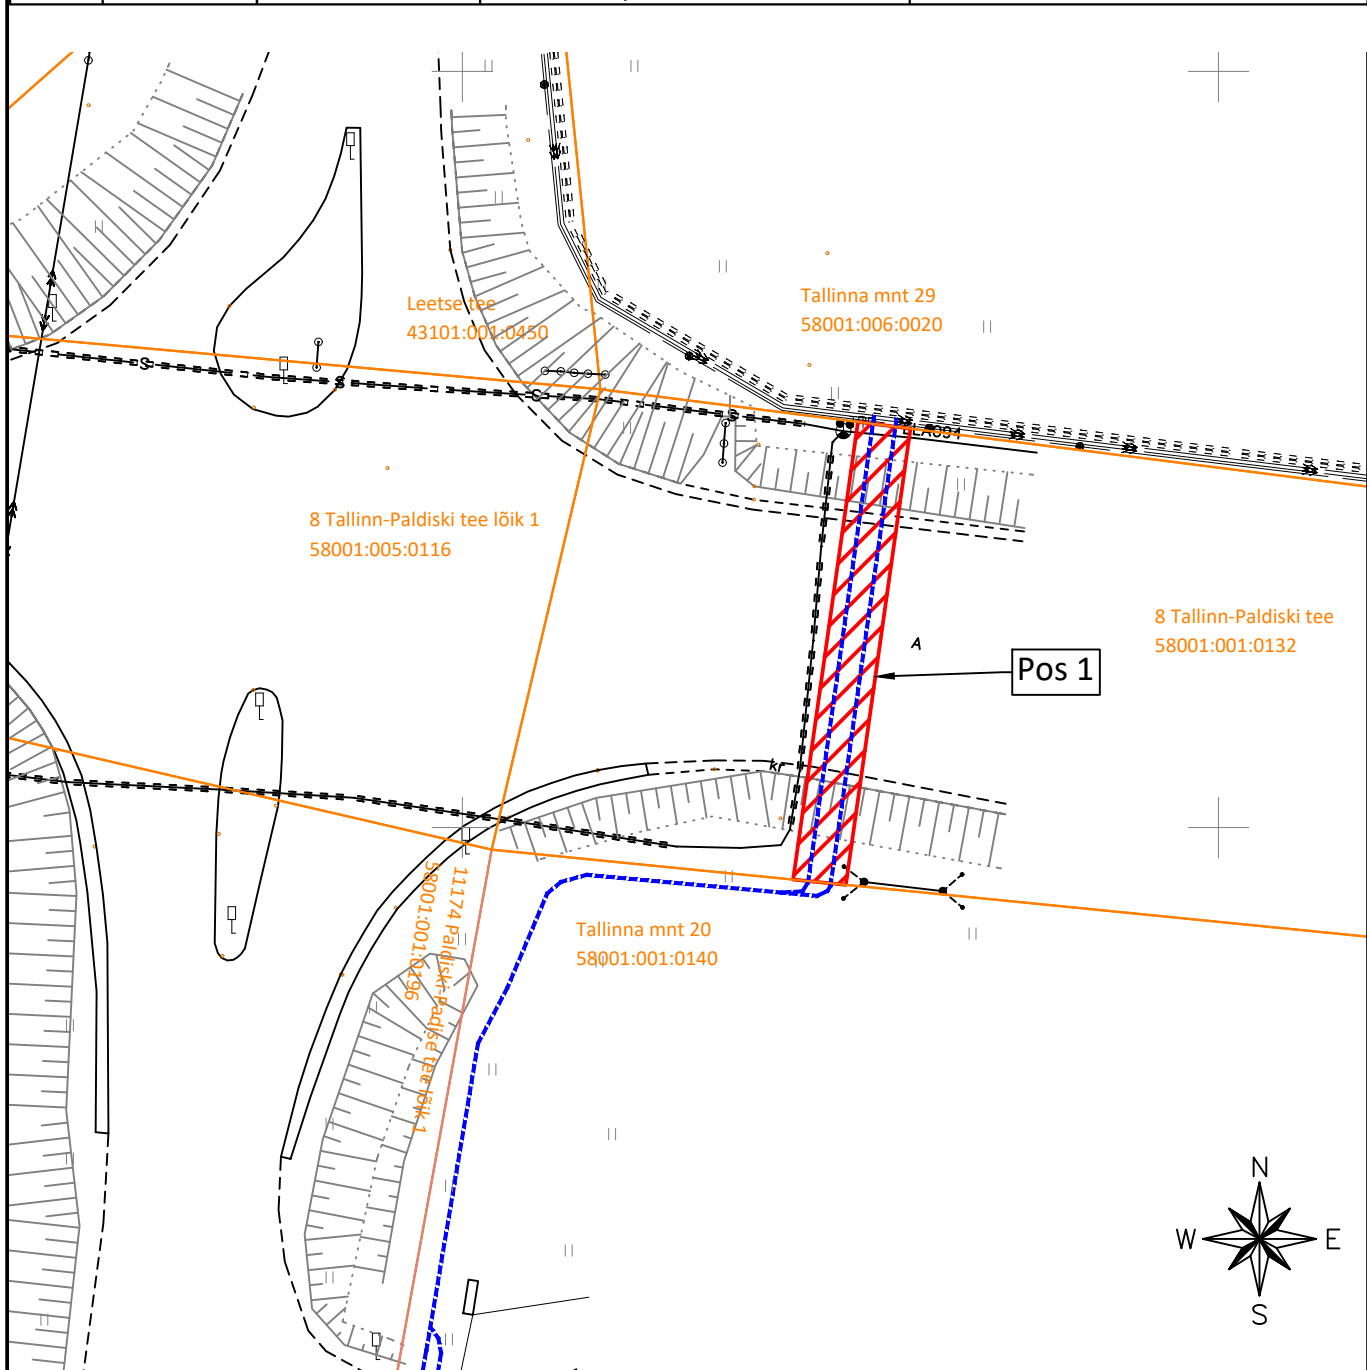 Leetse tee
43101:001:0450
Tallinna mnt 29
58001:006:0020
8 Tallinn-Paldiski tee lõik 1
58001:005:0116
8 Tallinn-Paldiski tee
58001:001:0132
A
Pos 1
kr
Tallinna mnt 20
58001:001:0140
11174 Paldiski-Padise tee lõik 1
58001:001:0196
N
W
E
S